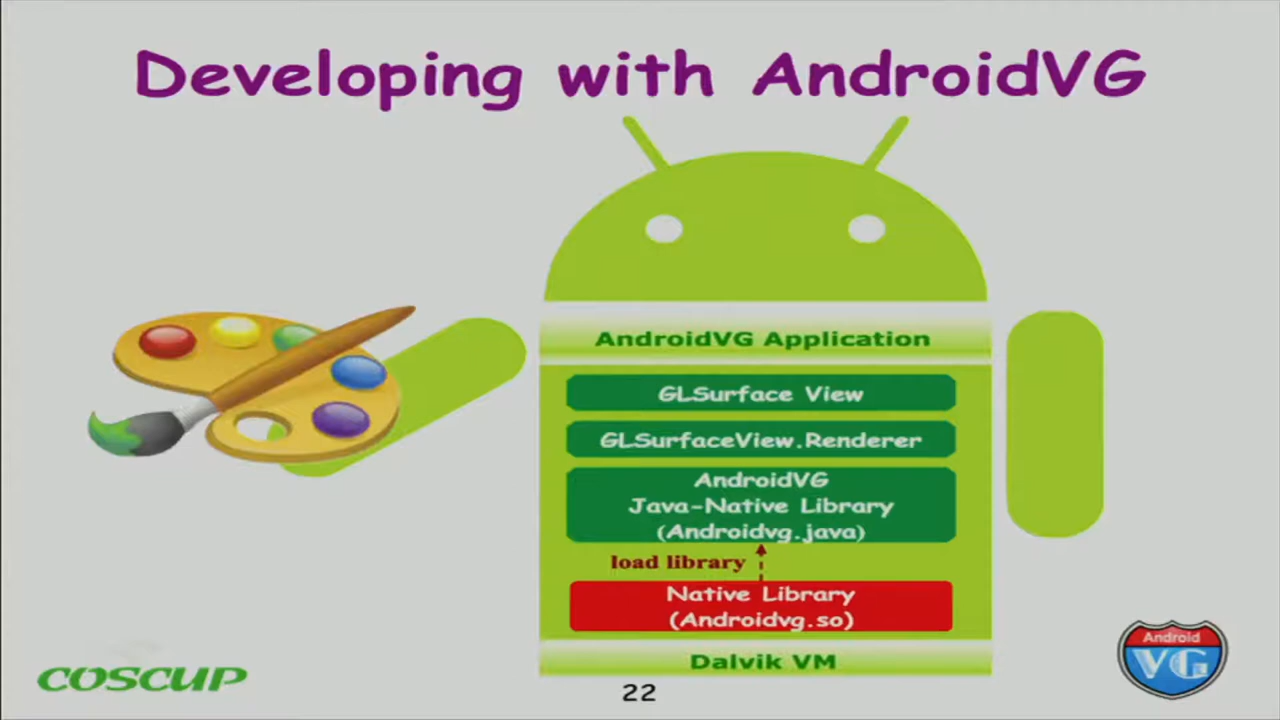 Developing with AndroidVG
AndroidVG Application
GLSurface View
GLSurfaceView.Renderer
AndroidVG
Java-Native Library
(Androidvg.java)
load library
Native Library
(Androidvg.so)
Dalvik VM
COSCUP
22
Android
VG